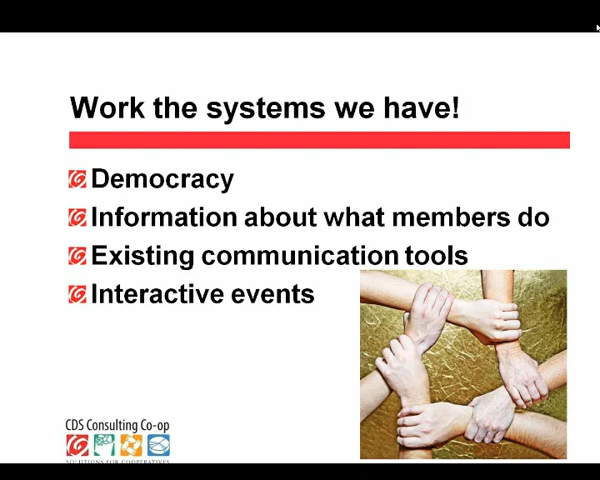 Work the systems we have!
Democracy
Information about what members do
Existing communication tools
Interactive events
CDS Consulting Co-op
SOLUTIONS FOR COOPERATIVES